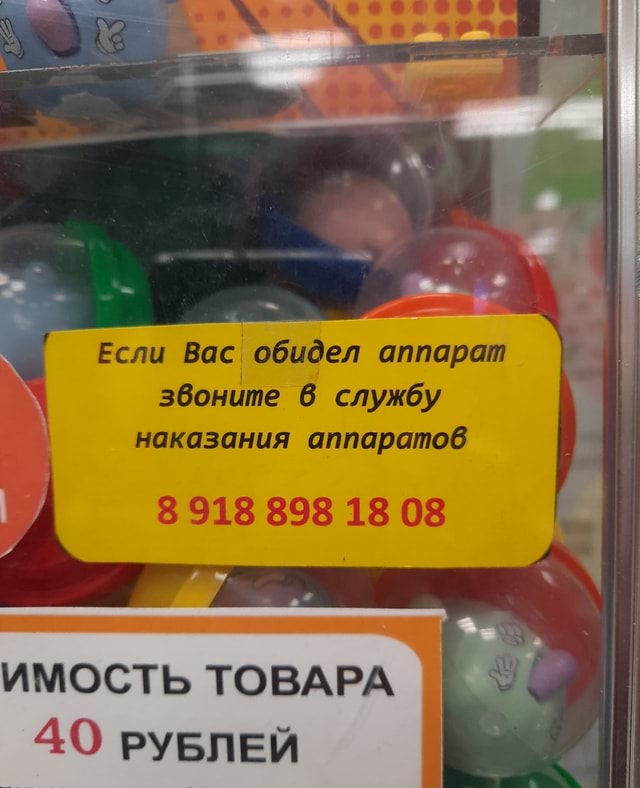 Если Вас обидел аппарат
звоните в службу
наказания аппаратов
8 918 898 18 08
ИМОСТЬ ТОВАРА
40 РУБЛЕЙ